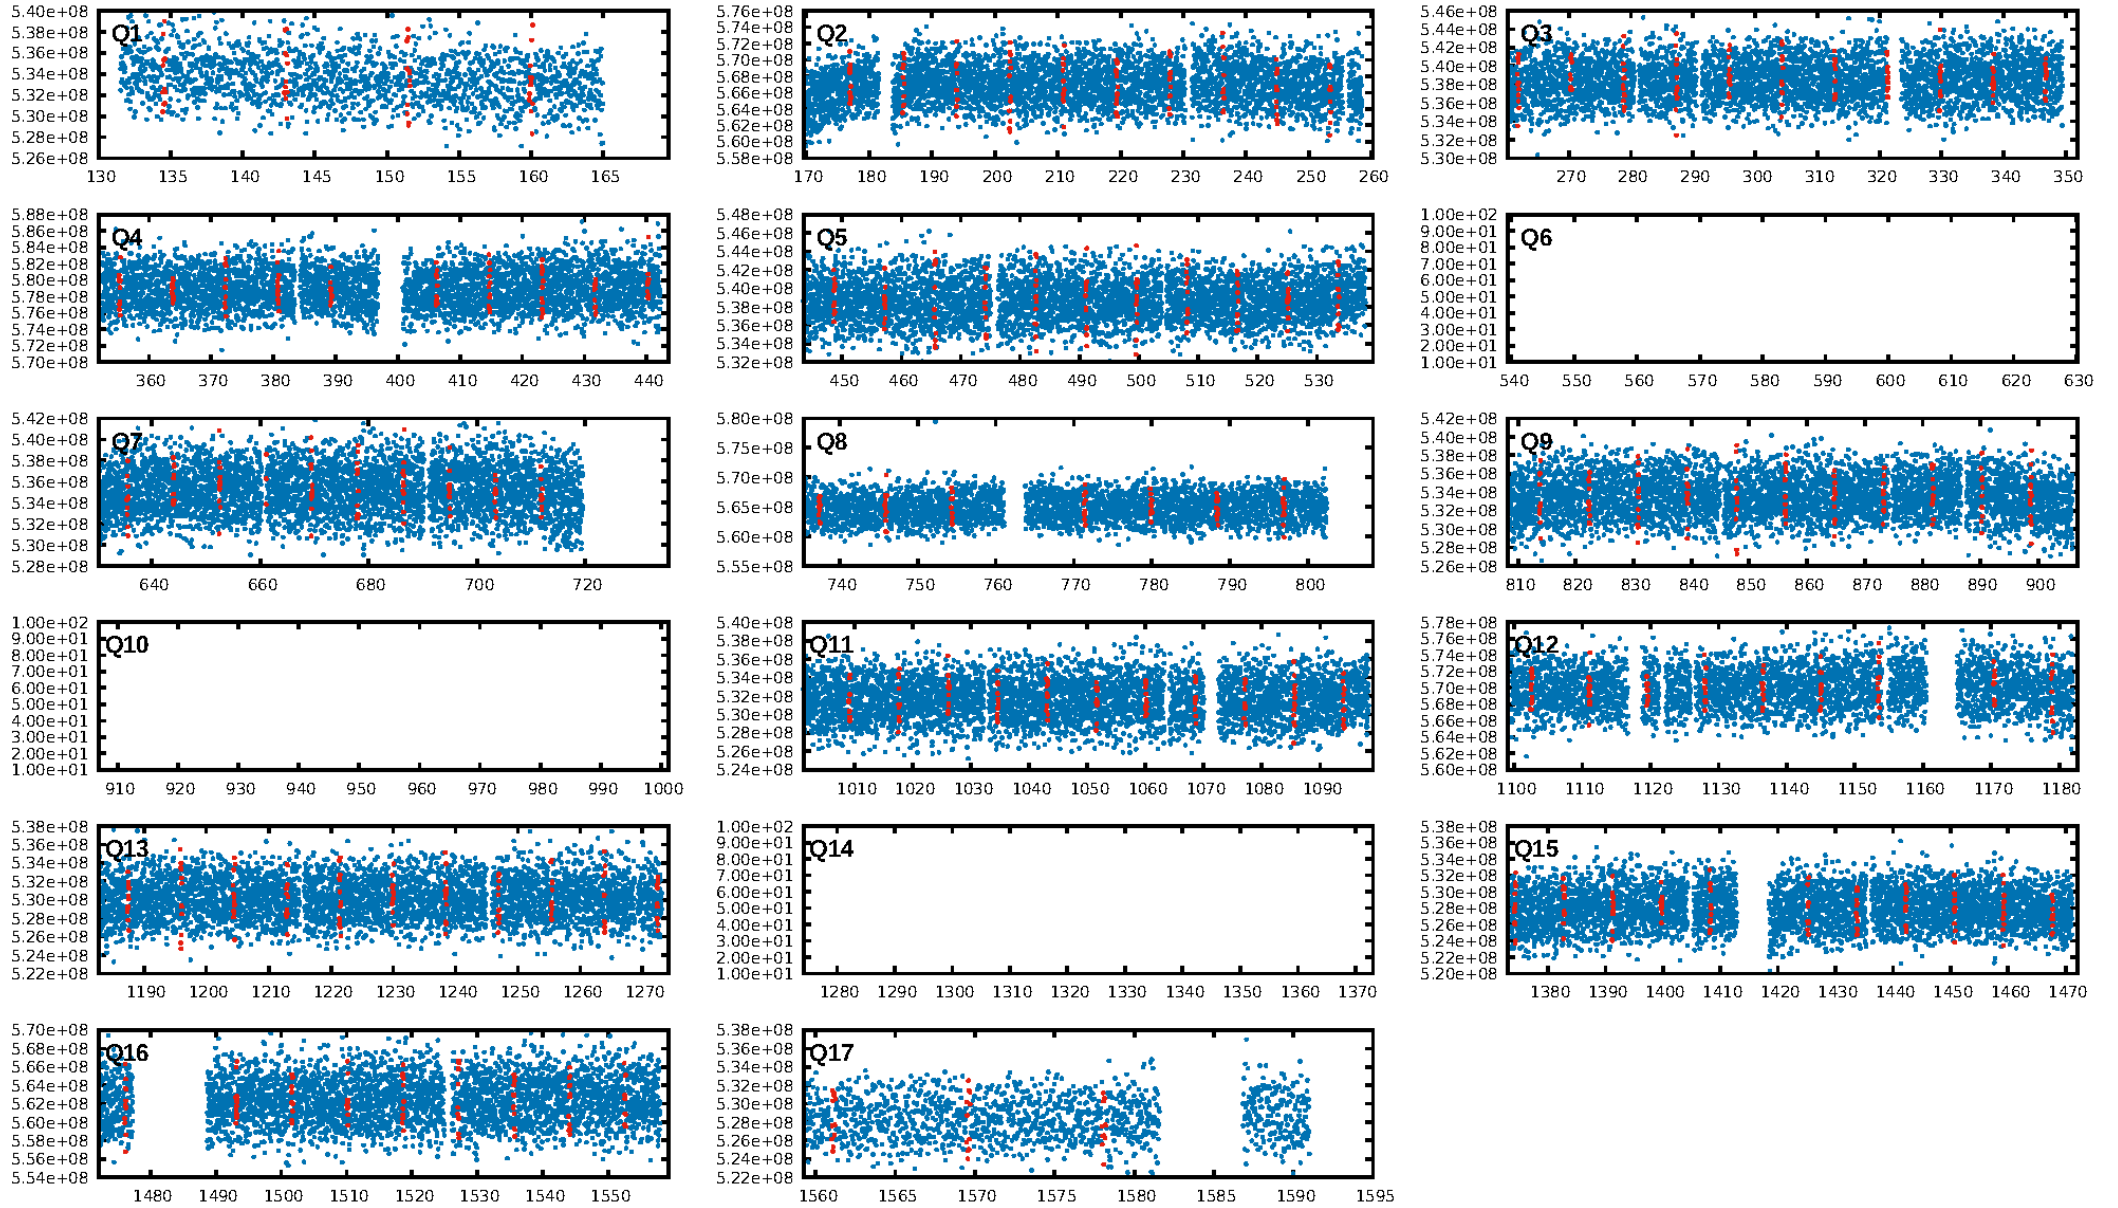 5.40e+08 5.38e+08 5.36e+08 5.34e+08 5.32e+08 5.30e+08 5.28e+08 5.26e+08
Q1
130 135 140 145 150 155 160 165
5.76e+08 5.74e+08 5.72e+08 5.70e+08 5.68e+08 5.66e+08 5.64e+08 5.62e+08 5.60e+08 5.58e+08
Q2
170 180 190 200 210 220 230 240 250 260
5.46e+08 5.44e+08 5.42e+08 5.40e+08 5.38e+08 5.36e+08 5.34e+08 5.32e+08 5.30e+08
Q3
270 280 290 300 310 320 330 340 350
5.88e+08 5.86e+08 5.84e+08 5.82e+08 5.80e+08 5.78e+08 5.76e+08 5.74e+08 5.72e+08 5.70e+08
Q4
360 370 380 390 400 410 420 430 440
5.48e+08 5.46e+08 5.44e+08 5.42e+08 5.40e+08 5.38e+08 5.36e+08 5.34e+08 5.32e+08
Q5
450 460 470 480 490 500 510 520 530
1.00e+02 9.00e+01 8.00e+01 7.00e+01 6.00e+01 5.00e+01 4.00e+01 3.00e+01 2.00e+01 1.00e+01
Q6
540 550 560 570 580 590 600 610 620 630
5.42e+08 5.40e+08 5.38e+08 5.36e+08 5.34e+08 5.32e+08 5.30e+08 5.28e+08
Q7
640 660 680 700 720
5.80e+08 5.75e+08 5.70e+08 5.65e+08 5.60e+08 5.55e+08
Q8
740 750 760 770 780 790 800
5.42e+08 5.40e+08 5.38e+08 5.36e+08 5.34e+08 5.32e+08 5.30e+08 5.28e+08 5.26e+08
Q9
810 820 830 840 850 860 870 880 890 900
1.00e+02 9.00e+01 8.00e+01 7.00e+01 6.00e+01 5.00e+01 4.00e+01 3.00e+01 2.00e+01 1.00e+01
Q10
910 920 930 940 950 960 970 980 990 1000
5.40e+08 5.38e+08 5.36e+08 5.34e+08 5.32e+08 5.30e+08 5.28e+08 5.26e+08 5.24e+08
Q11
1010 1020 1030 1040 1050 1060 1070 1080 1090
5.78e+08 5.76e+08 5.74e+08 5.72e+08 5.70e+08 5.68e+08 5.66e+08 5.64e+08 5.62e+08 5.60e+08
Q12
1100 1110 1120 1130 1140 1150 1160 1170 1180
5.38e+08 5.36e+08 5.34e+08 5.32e+08 5.30e+08 5.28e+08 5.26e+08 5.24e+08 5.22e+08
Q13
1190 1200 1210 1220 1230 1240 1250 1260 1270
1.00e+02 9.00e+01 8.00e+01 7.00e+01 6.00e+01 5.00e+01 4.00e+01 3.00e+01 2.00e+01 1.00e+01
Q14
1280 1290 1300 1310 1320 1330 1340 1350 1360 1370
5.38e+08 5.36e+08 5.34e+08 5.32e+08 5.30e+08 5.28e+08 5.26e+08 5.24e+08 5.22e+08 5.20e+08
Q15
1380 1390 1400 1410 1420 1430 1440 1450 1460 1470
5.70e+08 5.68e+08 5.66e+08 5.64e+08 5.62e+08 5.60e+08 5.58e+08 5.56e+08 5.54e+08
Q16
1480 1490 1500 1510 1520 1530 1540 1550
5.38e+08 5.36e+08 5.34e+08 5.32e+08 5.30e+08 5.28e+08 5.26e+08 5.24e+08 5.22e+08
Q17
1560 1565 1570 1575 1580 1585 1590 1595